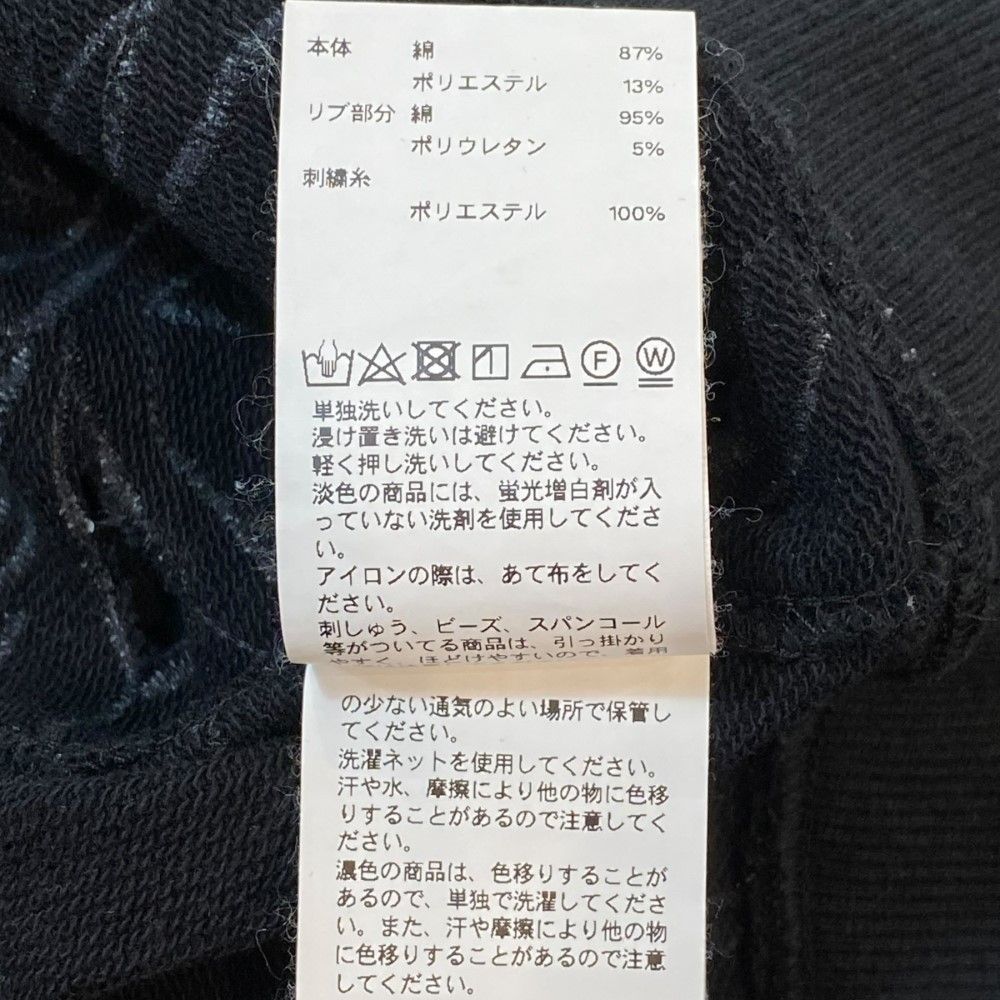 本体 綿 87%
ポリエステル 13%
リブ部分 綿 95%
ポリウレタン 5%
刺繍糸
ポリエステル 100%
F W
単独洗いしてください。
浸け置き洗いは避けてください。
軽く押し洗いしてください。
淡色の商品には、蛍光増白剤が入
っていない洗剤を使用してくださ
い。
アイロンの際は、あて布をしてく
ださい。
刺しゅう、ビーズ、スパンコール
等がついてる商品は、引っ掛かり
やすく、ほどけやすいので、着用
の少ない通気のよい場所で保管し
てください。
洗濯ネットを使用してください。
汗や水、摩擦により他の物に色移
りすることがあるので注意してく
ださい。
濃色の商品は、色移りすることが
あるので、単独で洗濯してくださ
い。また、汗や摩擦により他の物
に色移りすることがあるので注意
してください。